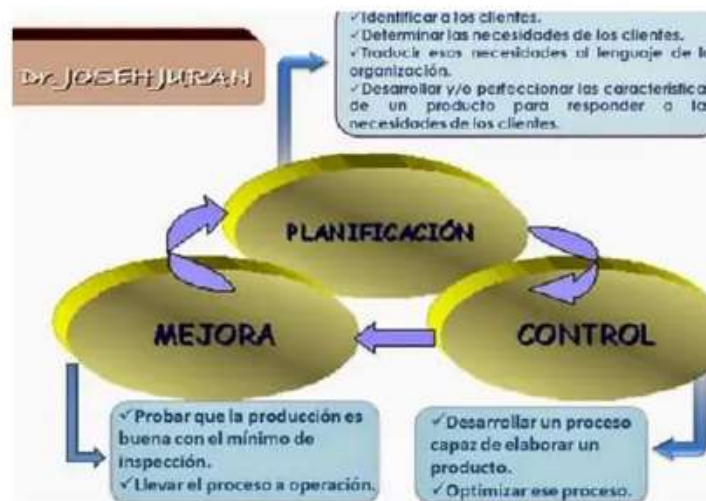 ✓Identificar a los clientes.
Dr. JOSEH JURAN
✓Determinar las necesidades de los clientes.
✓Traducir esas necesidades al lenguaje de
organización.
✓Desarrollar y/o perfeccionar las
de un producto para responder a
necesidades de los clientes.
PLANIFICACIÓN
MEJORA
CONTROL
✓Probar que la producción es
buena con el mínimo de
inspección.
✓Llevar el proceso a operación.
✓Desarrollar un proceso
capaz de elaborar un
producto.
✓Optimizar ese proceso.